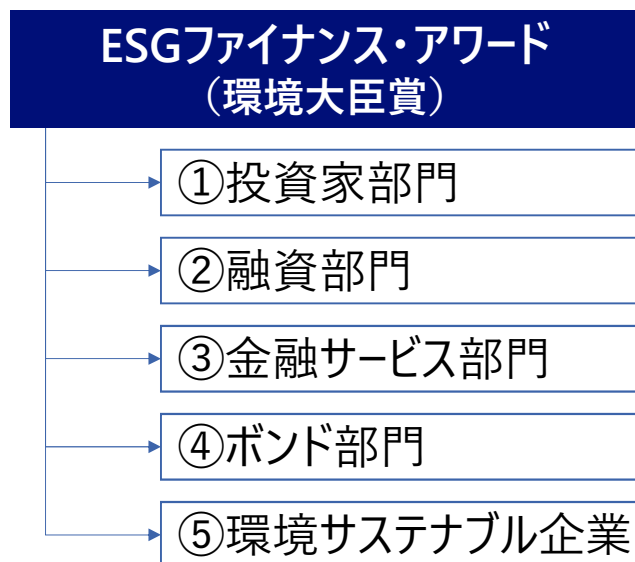 ESGファイナンス・アワード
（環境大臣賞）
①投資家部門
②融資部門
③金融サービス部門
④ボンド部門
⑤環境サステナブル企業